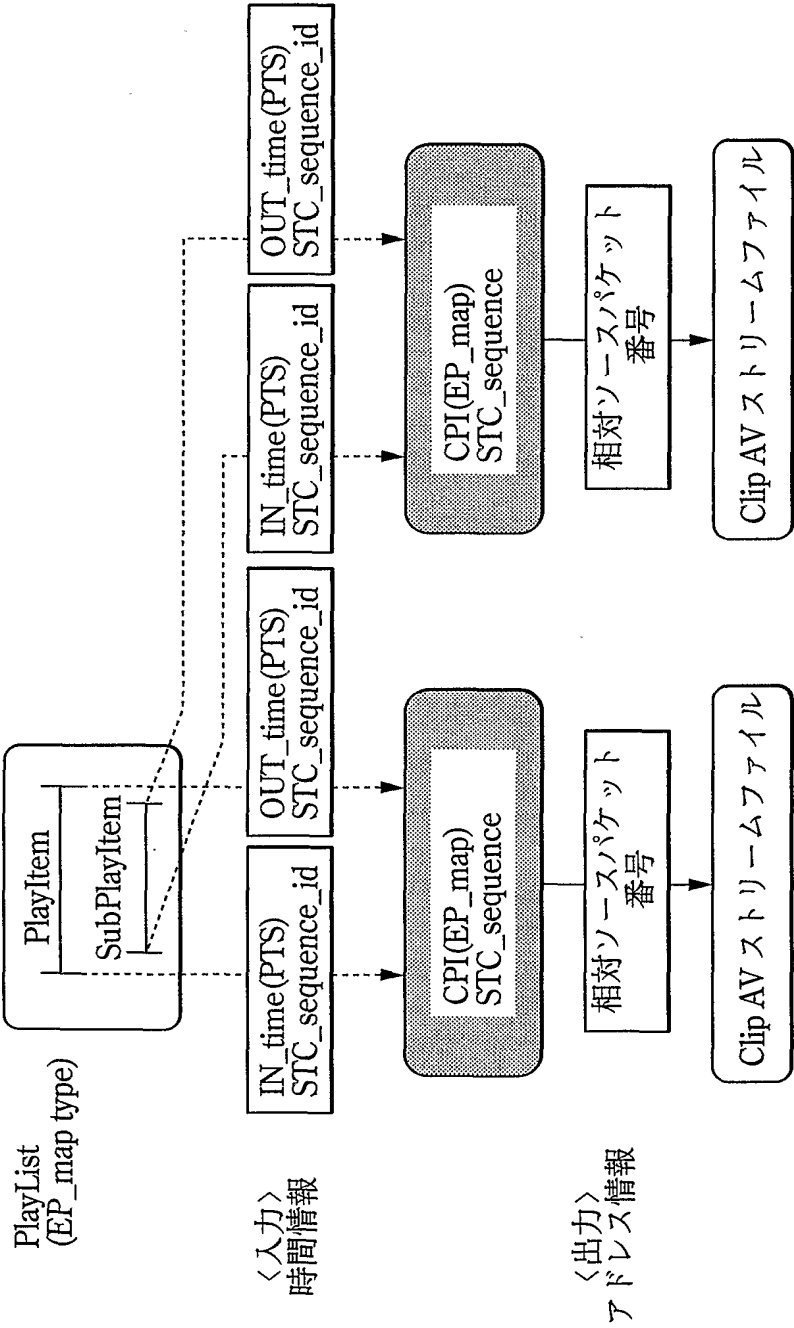 PlayList
(EP_map type)
PlayItem
SubPlayItem
〈入力〉
時間情報
IN_time(PTS)
STC_sequence_id
OUT_time(PTS)
STC_sequence_id
IN_time(PTS)
STC_sequence_id
OUT_time(PTS)
STC_sequence_id
CPI(EP_map)
STC_sequence
CPI(EP_map)
STC_sequence
〈出力〉
アドレス情報
相対ソースパケット
番号
相対ソースパケット
番号
Clip AV ストリームファイル
Clip AV ストリームファイル